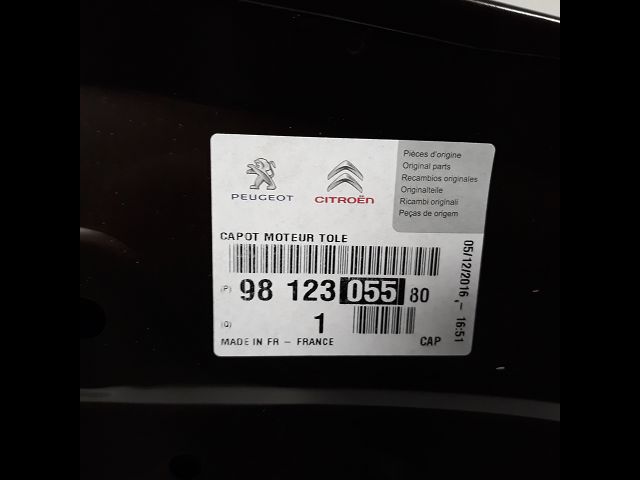 PEUGEOT
CITROËN
Pièces d'origine
Original parts
Recambios originales
Originalteile
Ricambi originali
Peças de origem
CAPOT MOTEUR TOLE
(P) 98 123 055 80
(Q) 1
MADE IN FR - FRANCE
CAP
05/12/2016 ,- 16:51